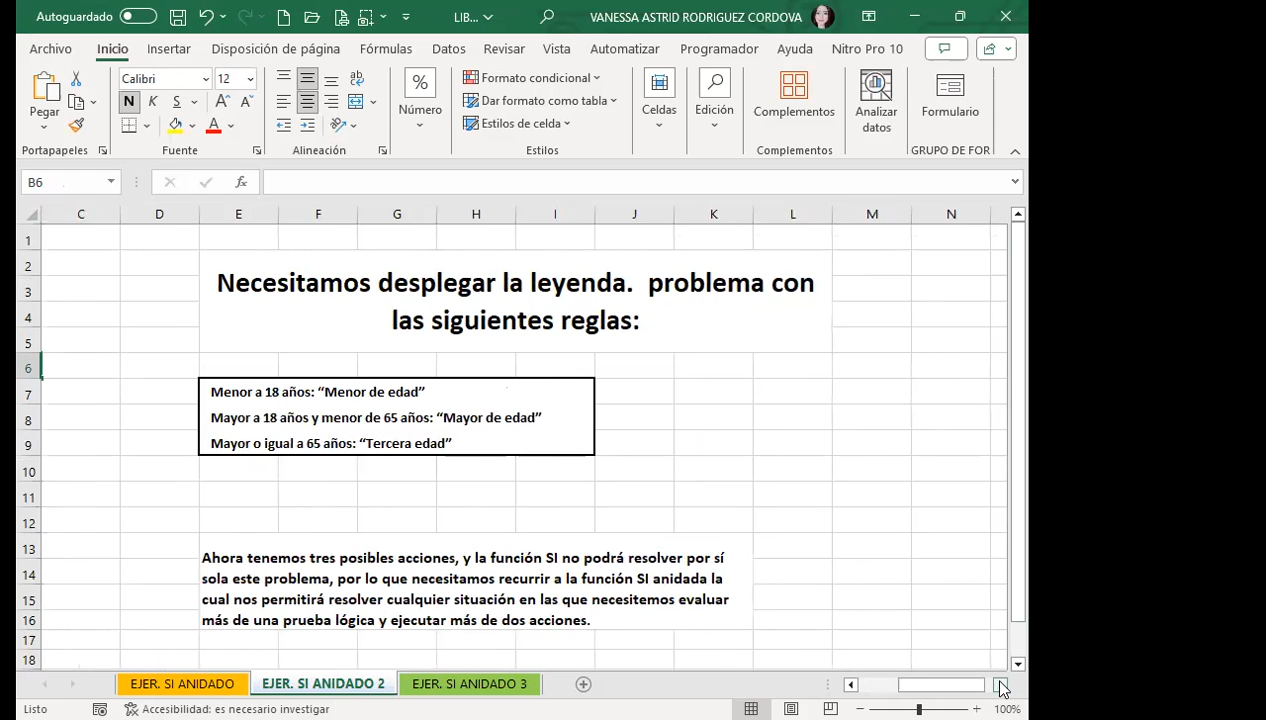 Autoguardado
LIB...
VANESSA ASTRID RODRIGUEZ CORDOVA
Archivo Inicio Insertar Disposición de página Fórmulas Datos Revisar Vista Automatizar Programador Ayuda Nitro Pro 10
Calibri 12
ab
Pegar
N K S
A A
A
%
Número
Formato condicional
Dar formato como tabla
Estilos de celda
Celdas
Edición
Complementos
Analizar
datos
Formulario
Portapapeles Fuente Alineación Estilos Complementos GRUPO DE FOR
B6
fx
C D E F G H I J K L M N
1
2
3
4
5
6
7
8
9
10
11
12
13
14
15
16
17
18
Necesitamos desplegar la leyenda. problema con
las siguientes reglas:
Menor a 18 años: “Menor de edad”
Mayor a 18 años y menor de 65 años: “Mayor de edad”
Mayor o igual a 65 años: “Tercera edad”
Ahora tenemos tres posibles acciones, y la función SI no podrá resolver por sí
sola este problema, por lo que necesitamos recurrir a la función SI anidada la
cual nos permitirá resolver cualquier situación en las que necesitemos evaluar
más de una prueba lógica y ejecutar más de dos acciones.
EJER. SI ANIDADO EJER. SI ANIDADO 2 EJER. SI ANIDADO 3
Listo
Accesibilidad: es necesario investigar
100%